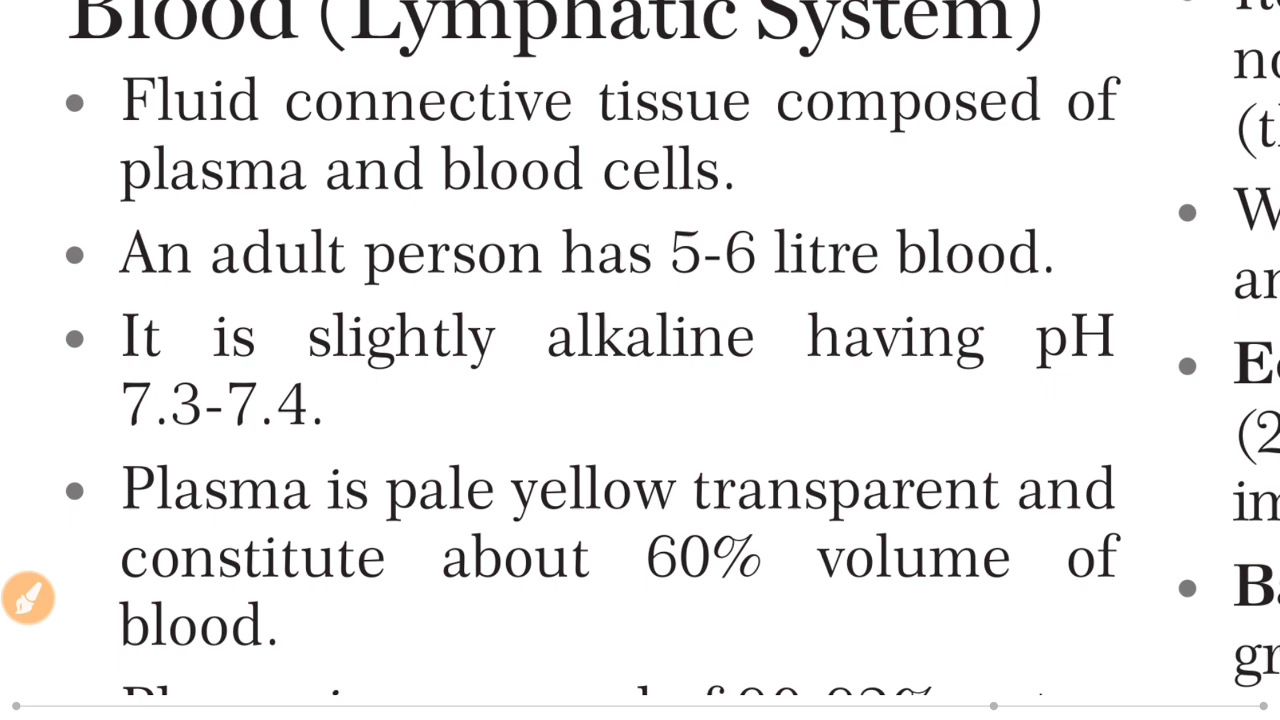 Blood (Lymphatic System)
Fluid connective tissue composed of
plasma and blood cells.
An adult person has 5-6 litre blood.
It is slightly alkaline having pH
7.3-7.4.
Plasma is pale yellow transparent and
constitute about 60% volume of
blood.